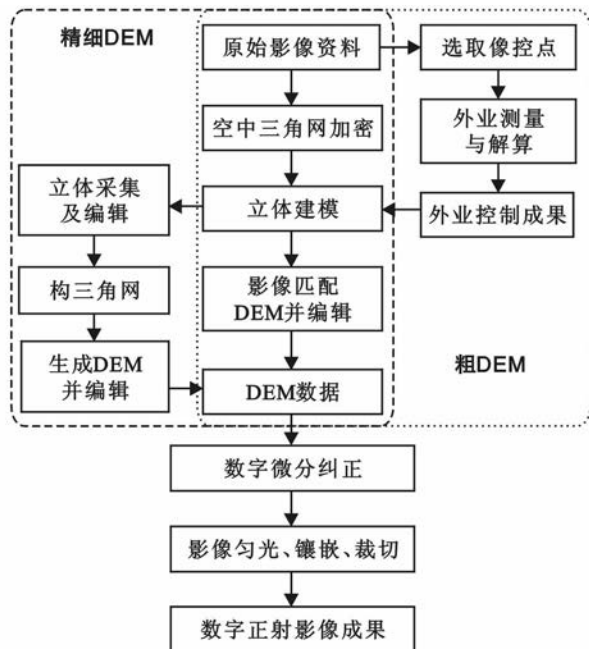 精细DEM
原始影像资料
选取像控点
空中三角网加密
外业测量
与解算
立体采集
及编辑
立体建模
外业控制成果
构三角网
影像匹配
DEM并编辑
生成DEM
并编辑
DEM数据
粗DEM
数字微分纠正
影像匀光、镶嵌、裁切
数字正射影像成果